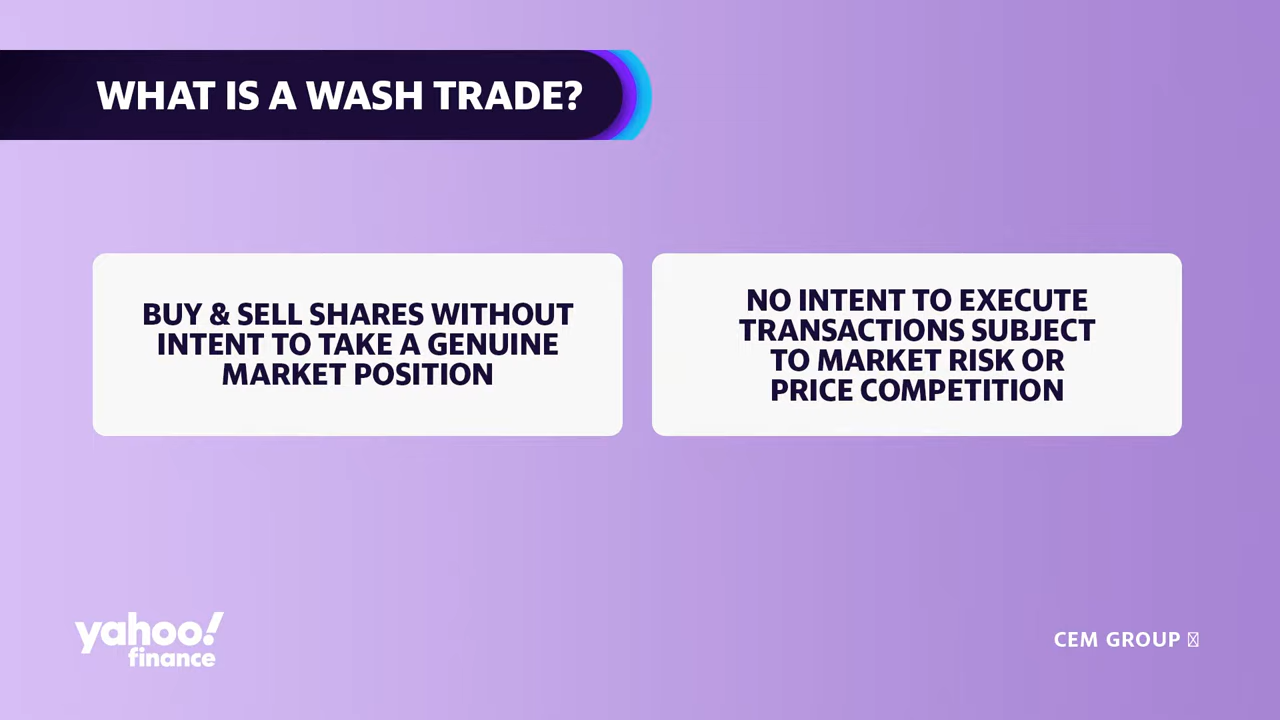 WHAT IS A WASH TRADE?
BUY & SELL SHARES WITHOUT
INTENT TO TAKE A GENUINE
MARKET POSITION
NO INTENT TO EXECUTE
TRANSACTIONS SUBJECT
TO MARKET RISK OR
PRICE COMPETITION
yahoo!
finance
CEM GROUP